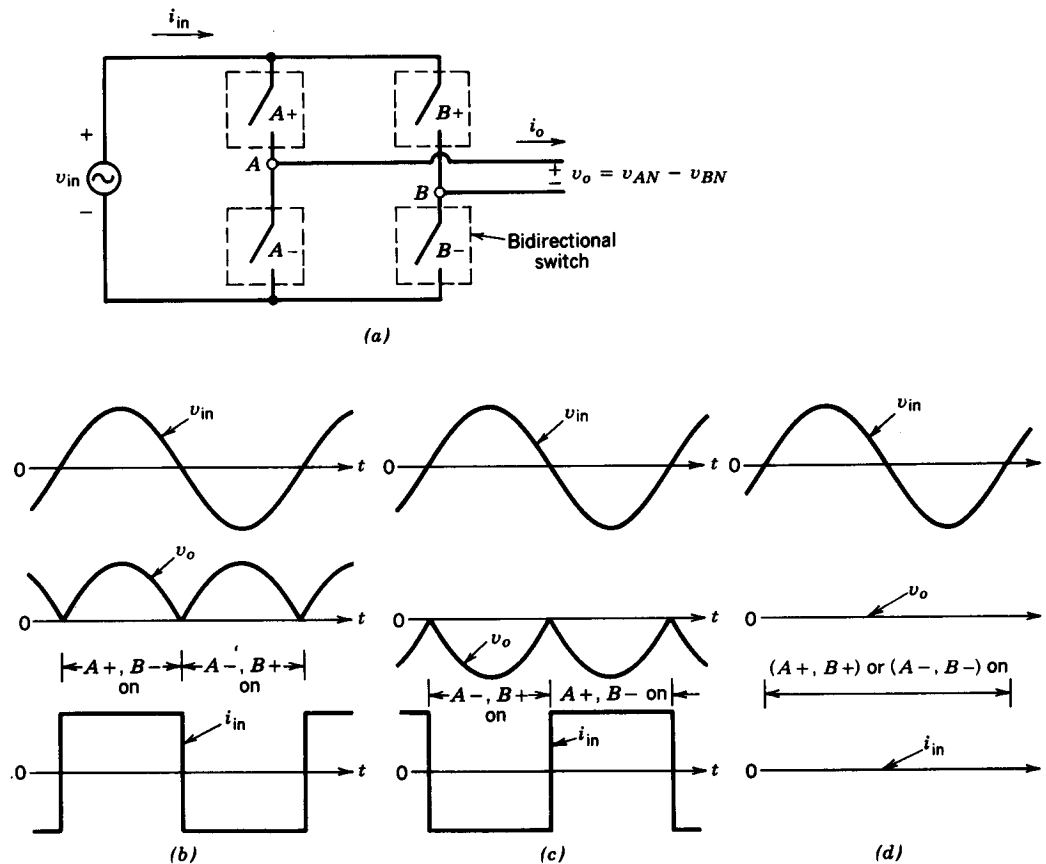 i_in
A+
B+
i_o
+
A
+
v_in
−
v_o = v_AN − v_BN
B
−
A−
B−
Bidirectional
switch
(a)
v_in
0
t
v_in
0
t
v_in
0
t
v_o
0
t
0
t
v_o
v_o
0
t
A+, B−
on
A−, B+
on
A−, B+
on
A+, B− on
(A+, B+) or (A−, B−) on
i_in
.0
t
i_in
0
t
i_in
0
t
(b)
(c)
(d)